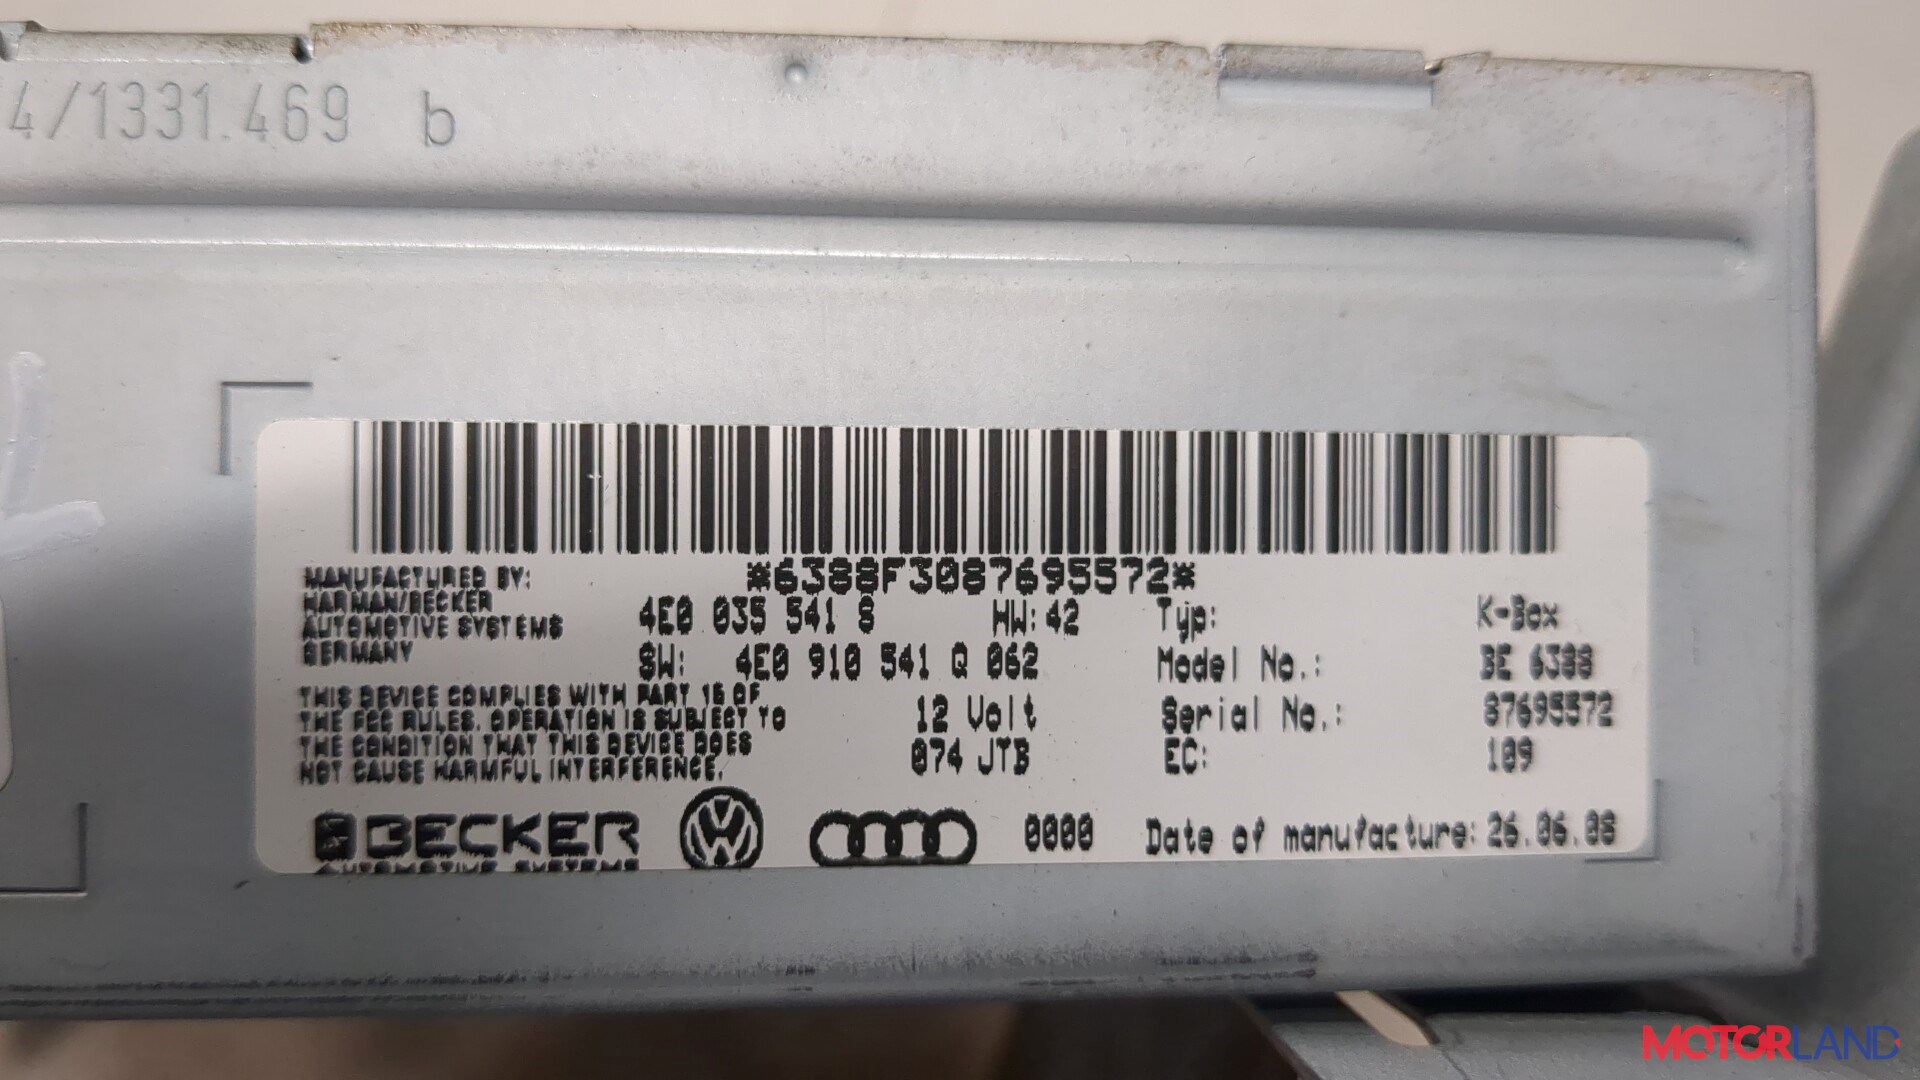 4/1331.469 b
*6388F3087695572*
MANUFACTURED BY:
HARMAN/BECKER
AUTOMOTIVE SYSTEMS
GERMANY
4E0 035 541 S HW: 42
SW: 4E0 910 541 Q 062
THIS DEVICE COMPLIES WITH PART 15 OF
THE FCC RULES. OPERATION IS SUBJECT TO
THE CONDITION THAT THIS DEVICE DOES
NOT CAUSE HARMFUL INTERFERENCE.
12 Volt
074 JTB
Typ: K-Box
Model No.: BE 6388
Serial No.: 87695572
EC: 109
BECKER
AUTOMOTIVE SYSTEMS
0000
Date of manufacture: 26.06.08
MOTORLAND